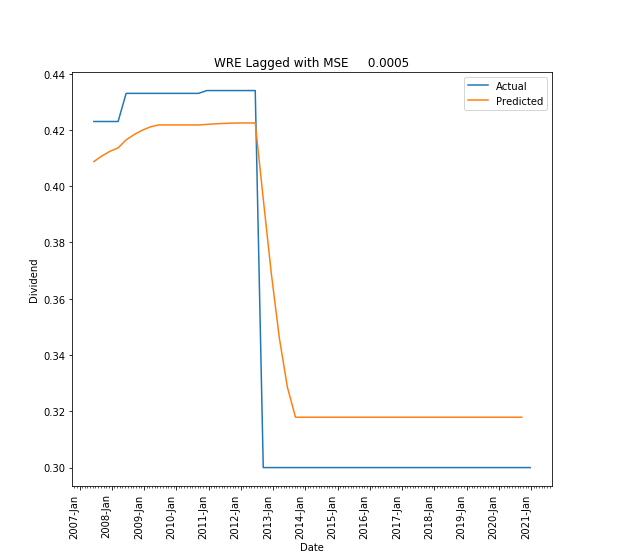 WRE Lagged with MSE 0.0005
Actual
Predicted
Dividend
0.44
0.42
0.40
0.38
0.36
0.34
0.32
0.30
2007-Jan
2008-Jan
2009-Jan
2010-Jan
2011-Jan
2012-Jan
2013-Jan
2014-Jan
2015-Jan
2016-Jan
2017-Jan
2018-Jan
2019-Jan
2020-Jan
2021-Jan
Date